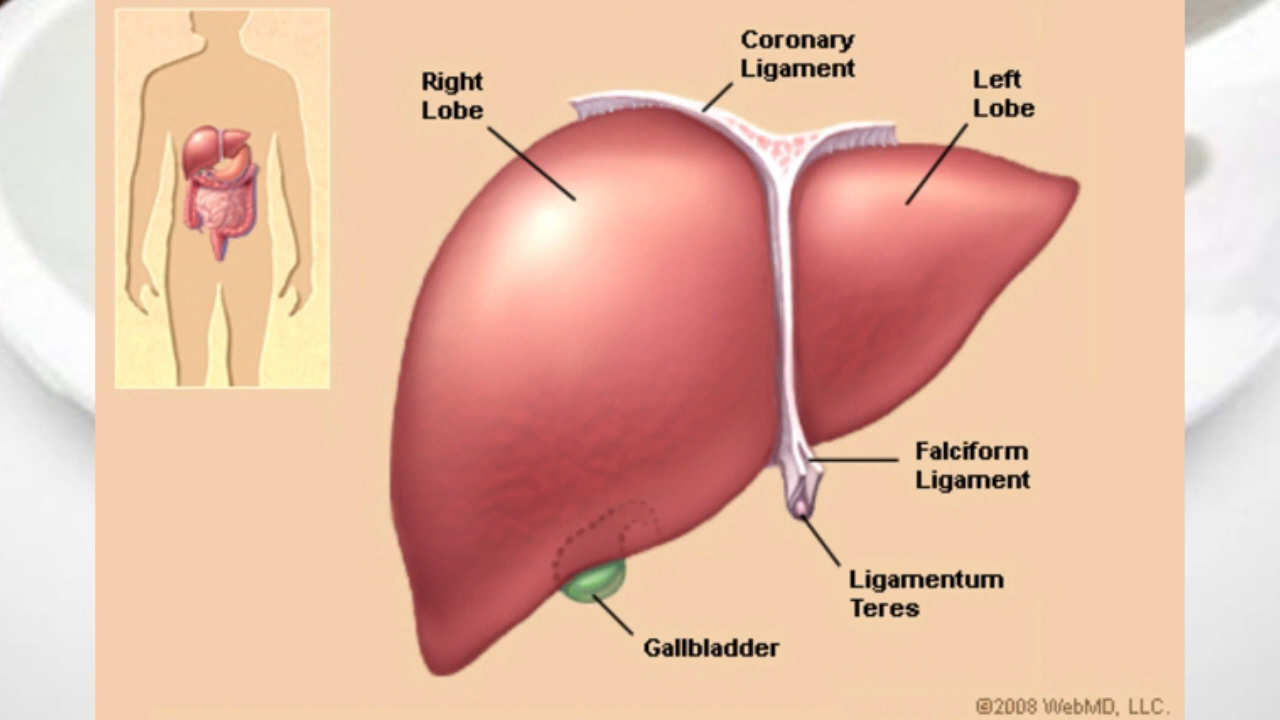 Coronary
Ligament
Right
Lobe
Left
Lobe
Falciform
Ligament
Ligamentum
Teres
Gallbladder
©2008 WebMD, LLC.